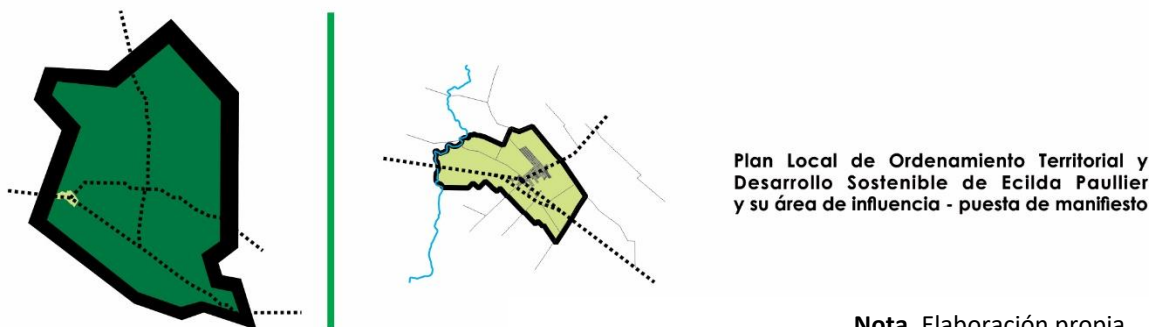 Plan Local de Ordenamiento Territorial y
Desarrollo Sostenible de Ecilda Paullier
y su área de influencia - puesta de manifiesto
Nota. Elaboración propia